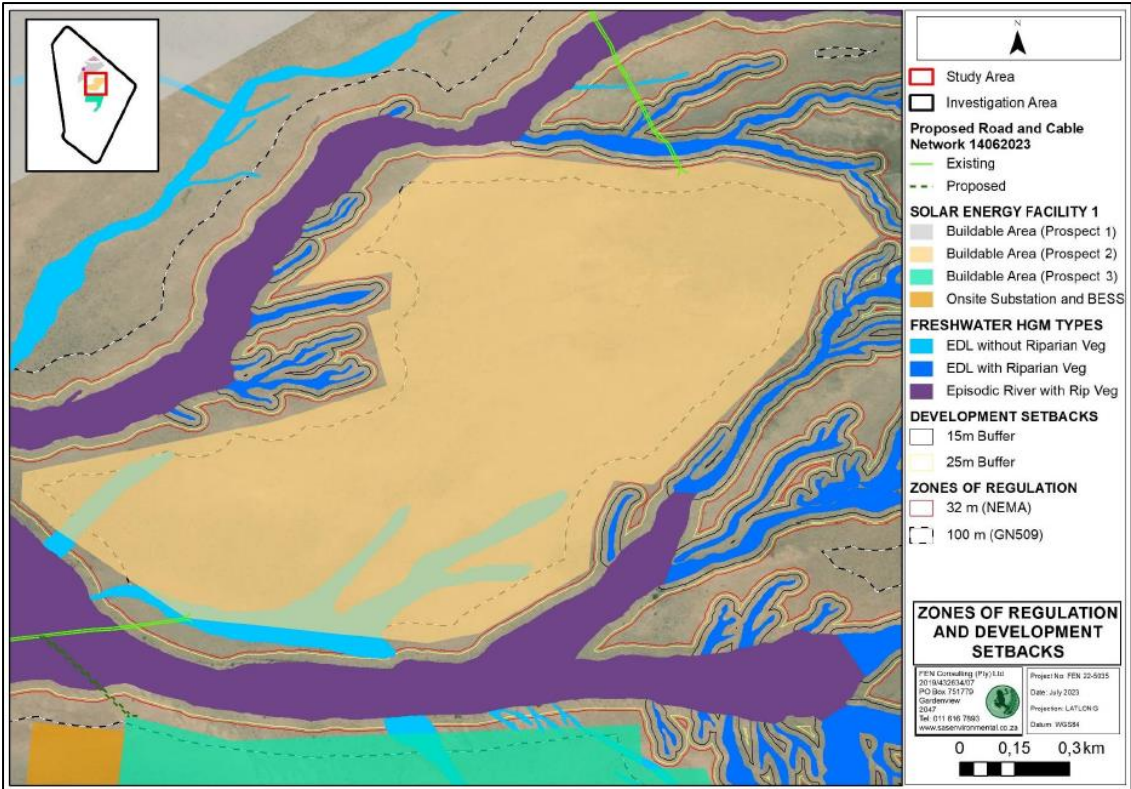 N
Study Area
Investigation Area
Proposed Road and Cable
Network 14062023
Existing
Proposed
SOLAR ENERGY FACILITY 1
Buildable Area (Prospect 1)
Buildable Area (Prospect 2)
Buildable Area (Prospect 3)
Onsite Substation and BESS
FRESHWATER HGM TYPES
EDL without Riparian Veg
EDL with Riparian Veg
Episodic River with Rip Veg
DEVELOPMENT SETBACKS
15m Buffer
25m Buffer
ZONES OF REGULATION
32 m (NEMA)
100 m (GN509)
ZONES OF REGULATION
AND DEVELOPMENT
SETBACKS
FEN Consulting (Pty) Ltd
2019/432634/07
PO Box 751779
Gardenview
2047
Tel: 011 616 7893
www.sasenvironmental.co.za
Project No: FEN 22-5035
Date: July 2023
Projection: LATLONG
Datum: WGS84
0 0,15 0,3 km